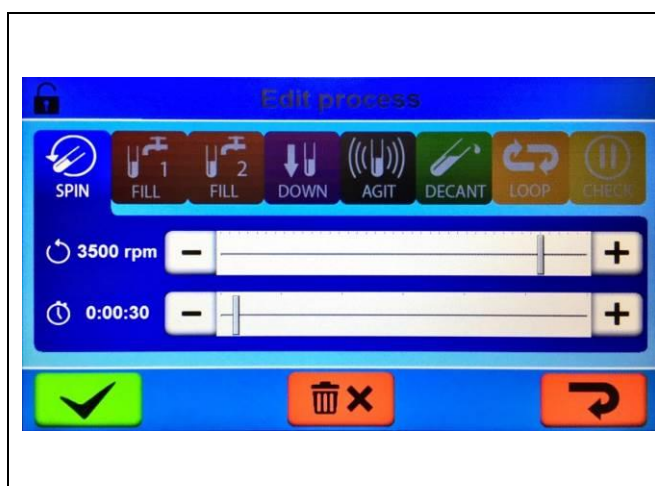 Edit process
SPIN
1
FILL
2
FILL
DOWN
AGIT
DECANT
LOOP
CHECK
3500 rpm
0:00:30